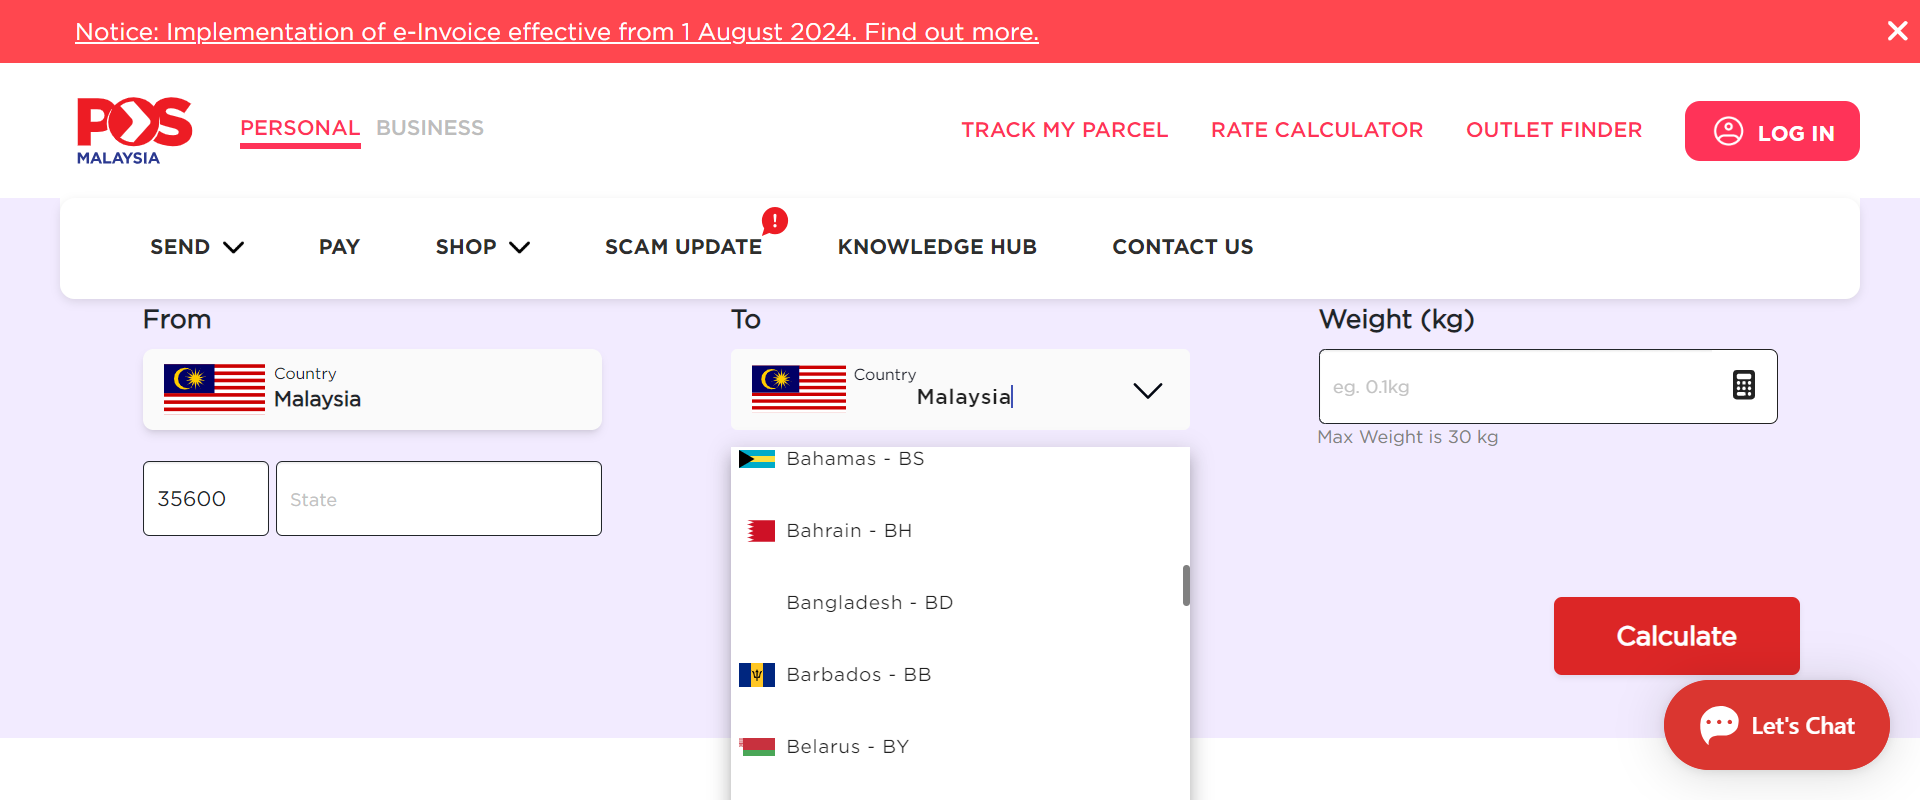 Notice: Implementation of e-Invoice effective from 1 August 2024. Find out more.
POS
MALAYSIA
PERSONAL
BUSINESS
TRACK MY PARCEL
RATE CALCULATOR
OUTLET FINDER
LOG IN
SEND
PAY
SHOP
SCAM UPDATE
!
KNOWLEDGE HUB
CONTACT US
From
Country
Malaysia
35600
State
To
Country
Malaysia
Bahamas - BS
Bahrain - BH
Bangladesh - BD
Barbados - BB
Belarus - BY
Weight (kg)
eg. 0.1kg
Max Weight is 30 kg
Calculate
Let's Chat